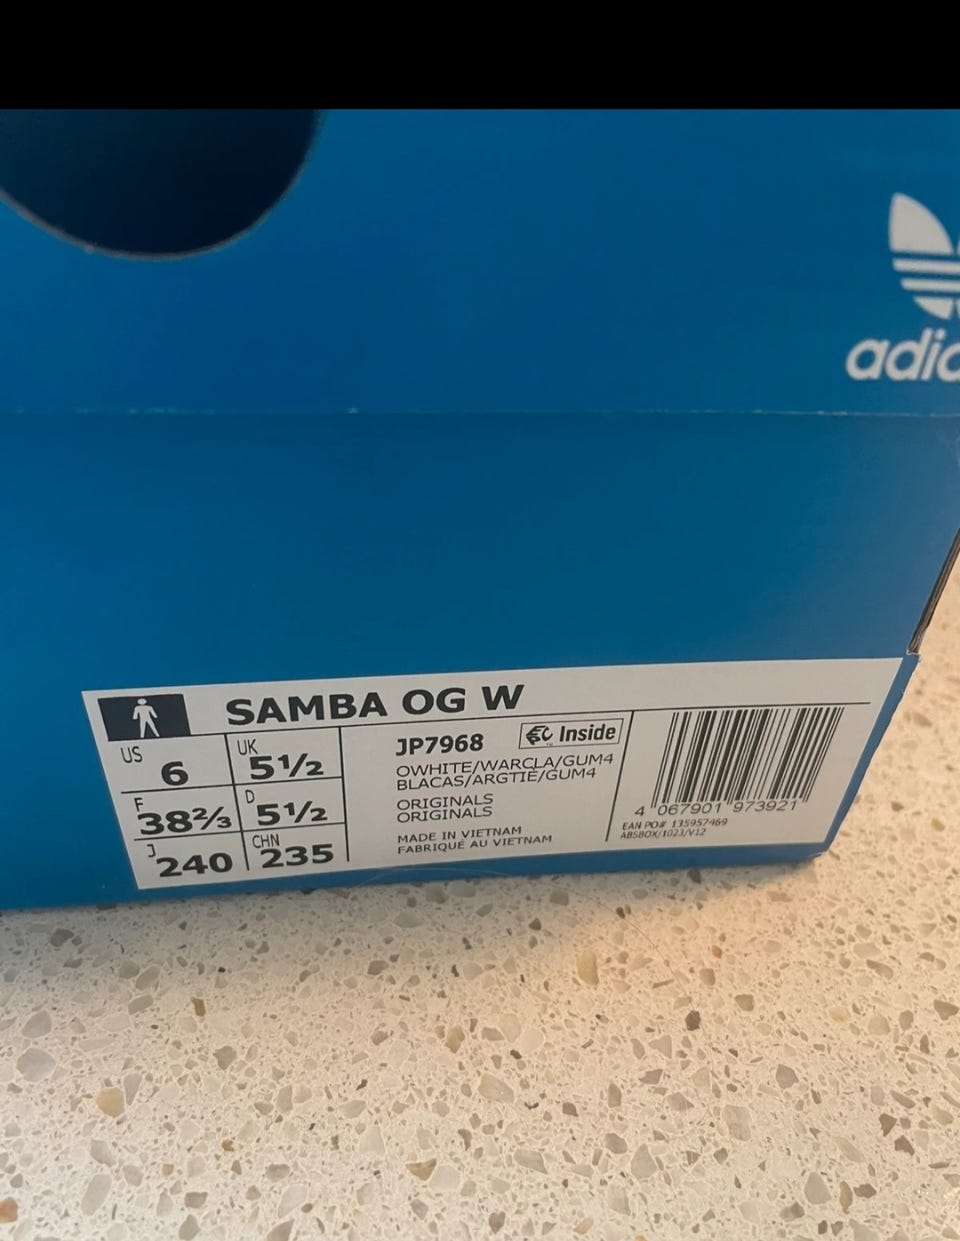 adid
SAMBA OG W
US 6
UK 5½
F 38⅔
D 5½
J 240
CHN 235
JP7968
Inside
OWHITE/WARCLA/GUM4
BLACAS/ARGTIE/GUM4
ORIGINALS
ORIGINALS
MADE IN VIETNAM
FABRIQUÉ AU VIETNAM
4 067901 973921
EAN PO# 135957469
ABSBOX/1023/V12